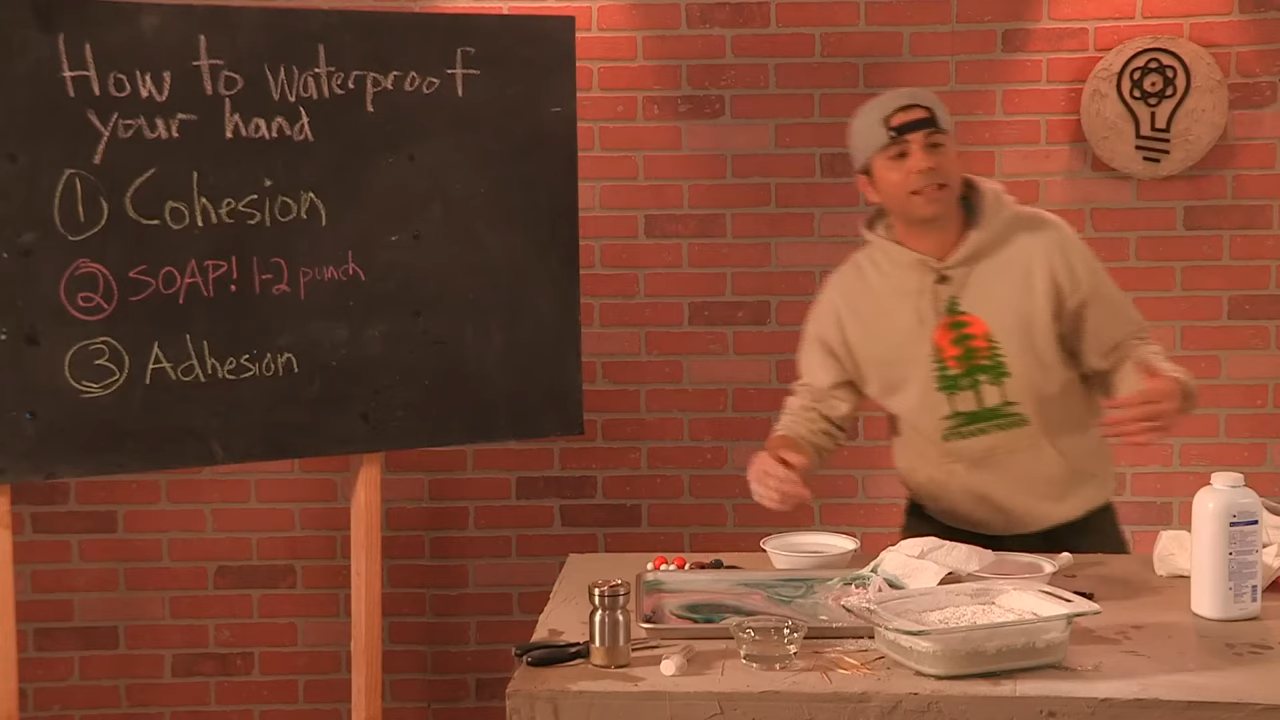 How to waterproof
your hand
① Cohesion
② SOAP! 1-2 punch
③ Adhesion